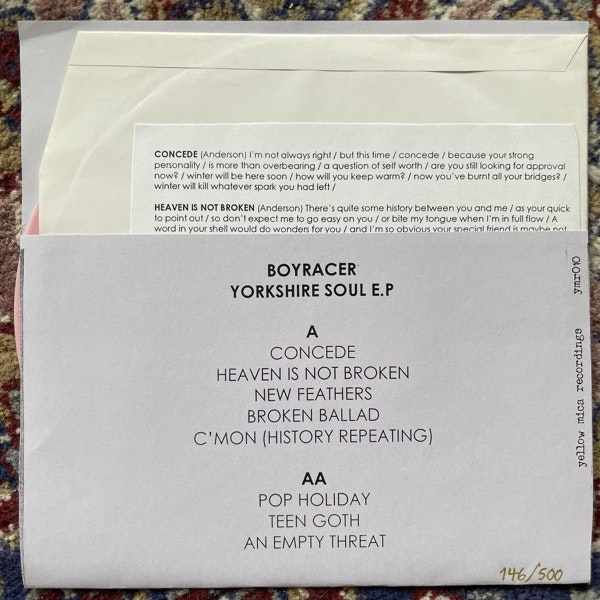 CONCEDE (Anderson) I'm not always right / but this time / concede / because your strong
personality / is more than overbearing / a question of self worth / are you still looking for approval
now? / winter will be here soon / how will you keep warm? / now you've burnt all your bridges? /
winter will kill whatever spark you had left /
HEAVEN IS NOT BROKEN (Anderson) There's quite some history between you and me / as your quick
to point out / so don't expect me to go easy on you / or bite my tongue when I'm in full flow / A
word in your shell would do wonders for you / and I'm so obvious your special friend is maybe not
BOYRACER
YORKSHIRE SOUL E.P
A
CONCEDE
HEAVEN IS NOT BROKEN
NEW FEATHERS
BROKEN BALLAD
C'MON (HISTORY REPEATING)
AA
POP HOLIDAY
TEEN GOTH
AN EMPTY THREAT
yellow mica recordings ymr010
146/500